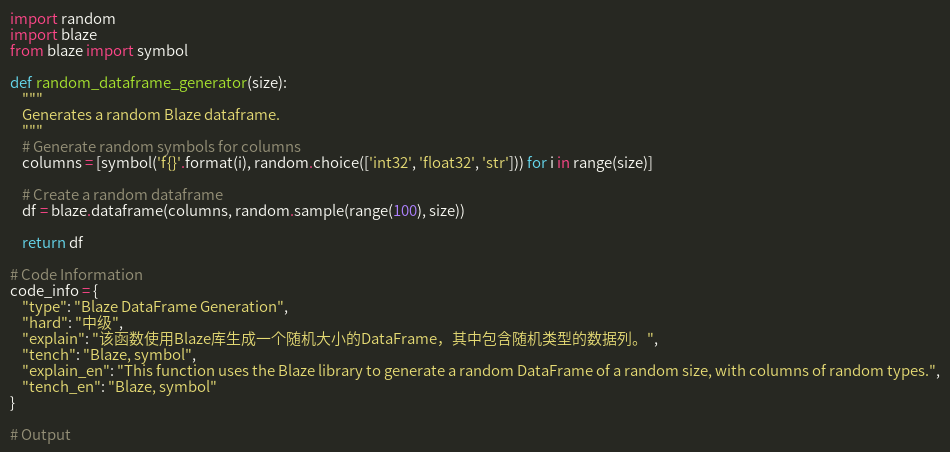 import random
import blaze
from blaze import symbol
def random_dataframe_generator(size):
"""
Generates a random Blaze dataframe.
"""
# Generate random symbols for columns
columns = [symbol('f{}'.format(i), random.choice(['int32', 'float32', 'str'])) for i in range(size)]
# Create a random dataframe
df = blaze.dataframe(columns, random.sample(range(100), size))
return df
# Code Information
code_info = {
"type": "Blaze DataFrame Generation",
"hard": "中级",
"explain": "该函数使用Blaze库生成一个随机大小的DataFrame，其中包含随机类型的数据列。",
"tench": "Blaze, symbol",
"explain_en": "This function uses the Blaze library to generate a random DataFrame of a random size, with columns of random types.",
"tench_en": "Blaze, symbol"
}
# Output